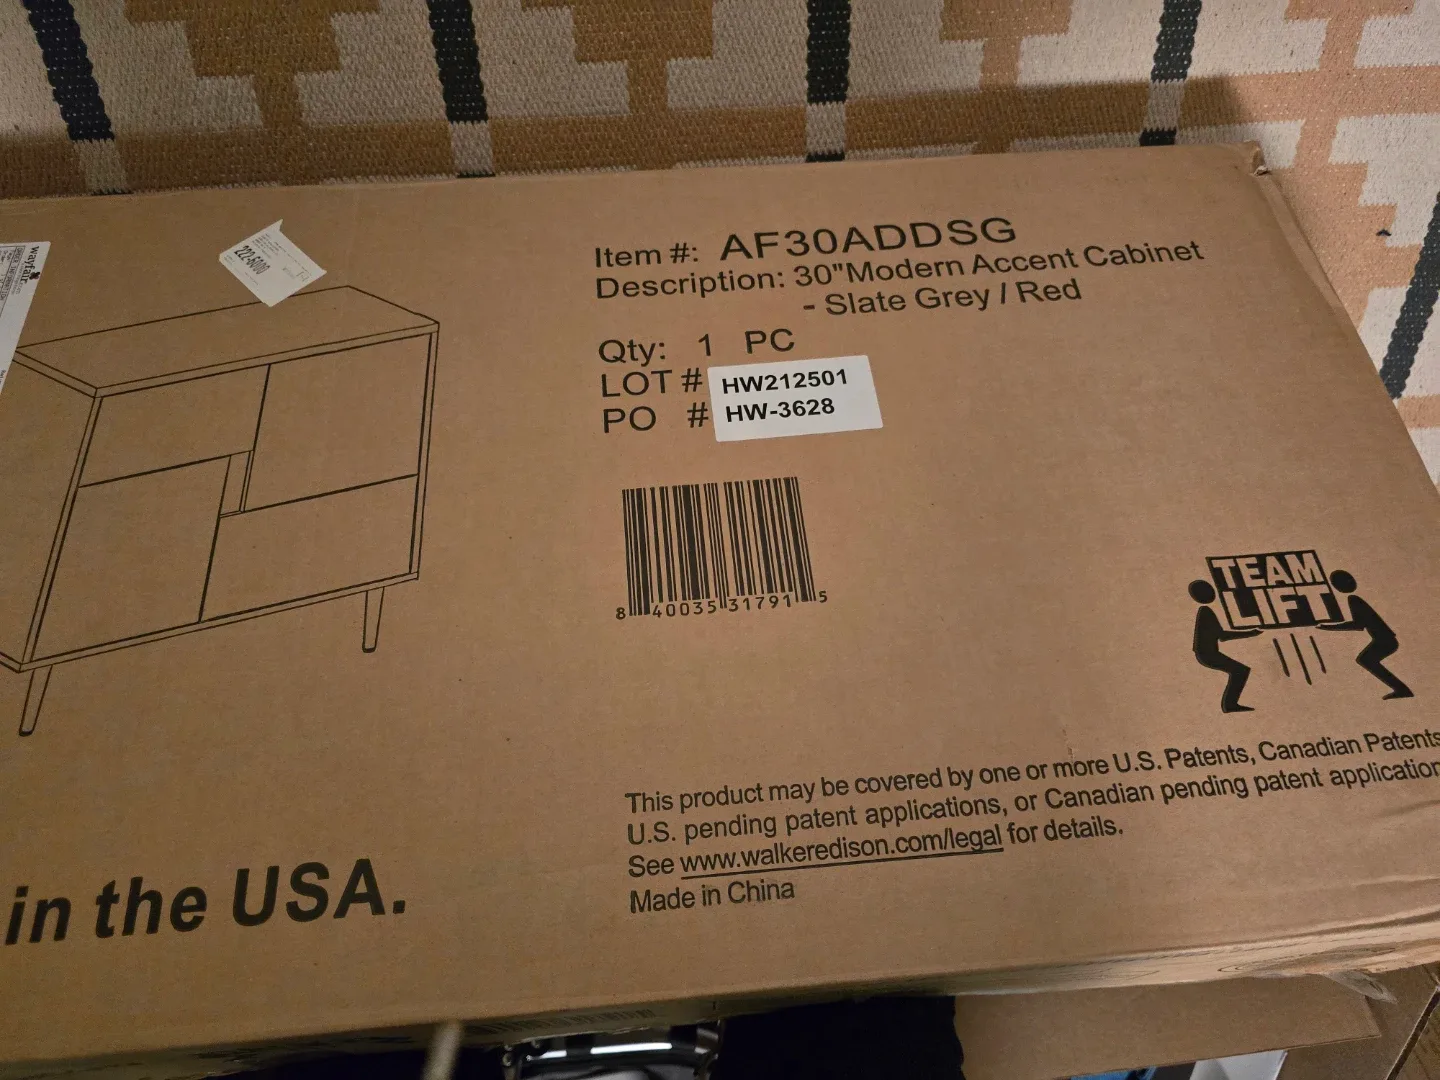 wayfair
222-6000
Item #: AF30ADDSG
Description: 30"Modern Accent Cabinet
- Slate Grey / Red
Qty: 1 PC
LOT # HW212501
PO # HW-3628
8 40035 31791 5
TEAM
LIFT
This product may be covered by one or more U.S. Patents, Canadian Patents
U.S. pending patent applications, or Canadian pending patent application
See www.walkeredison.com/legal for details.
Made in China
in the USA.